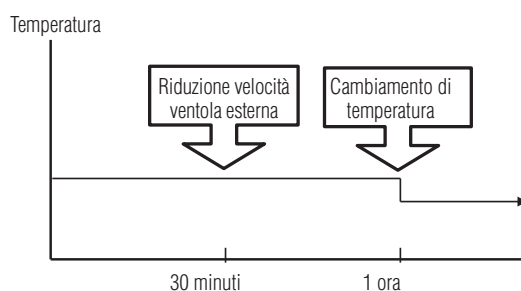 Temperatura
Riduzione velocità
ventola esterna
Cambiamento di
temperatura
30 minuti
1 ora